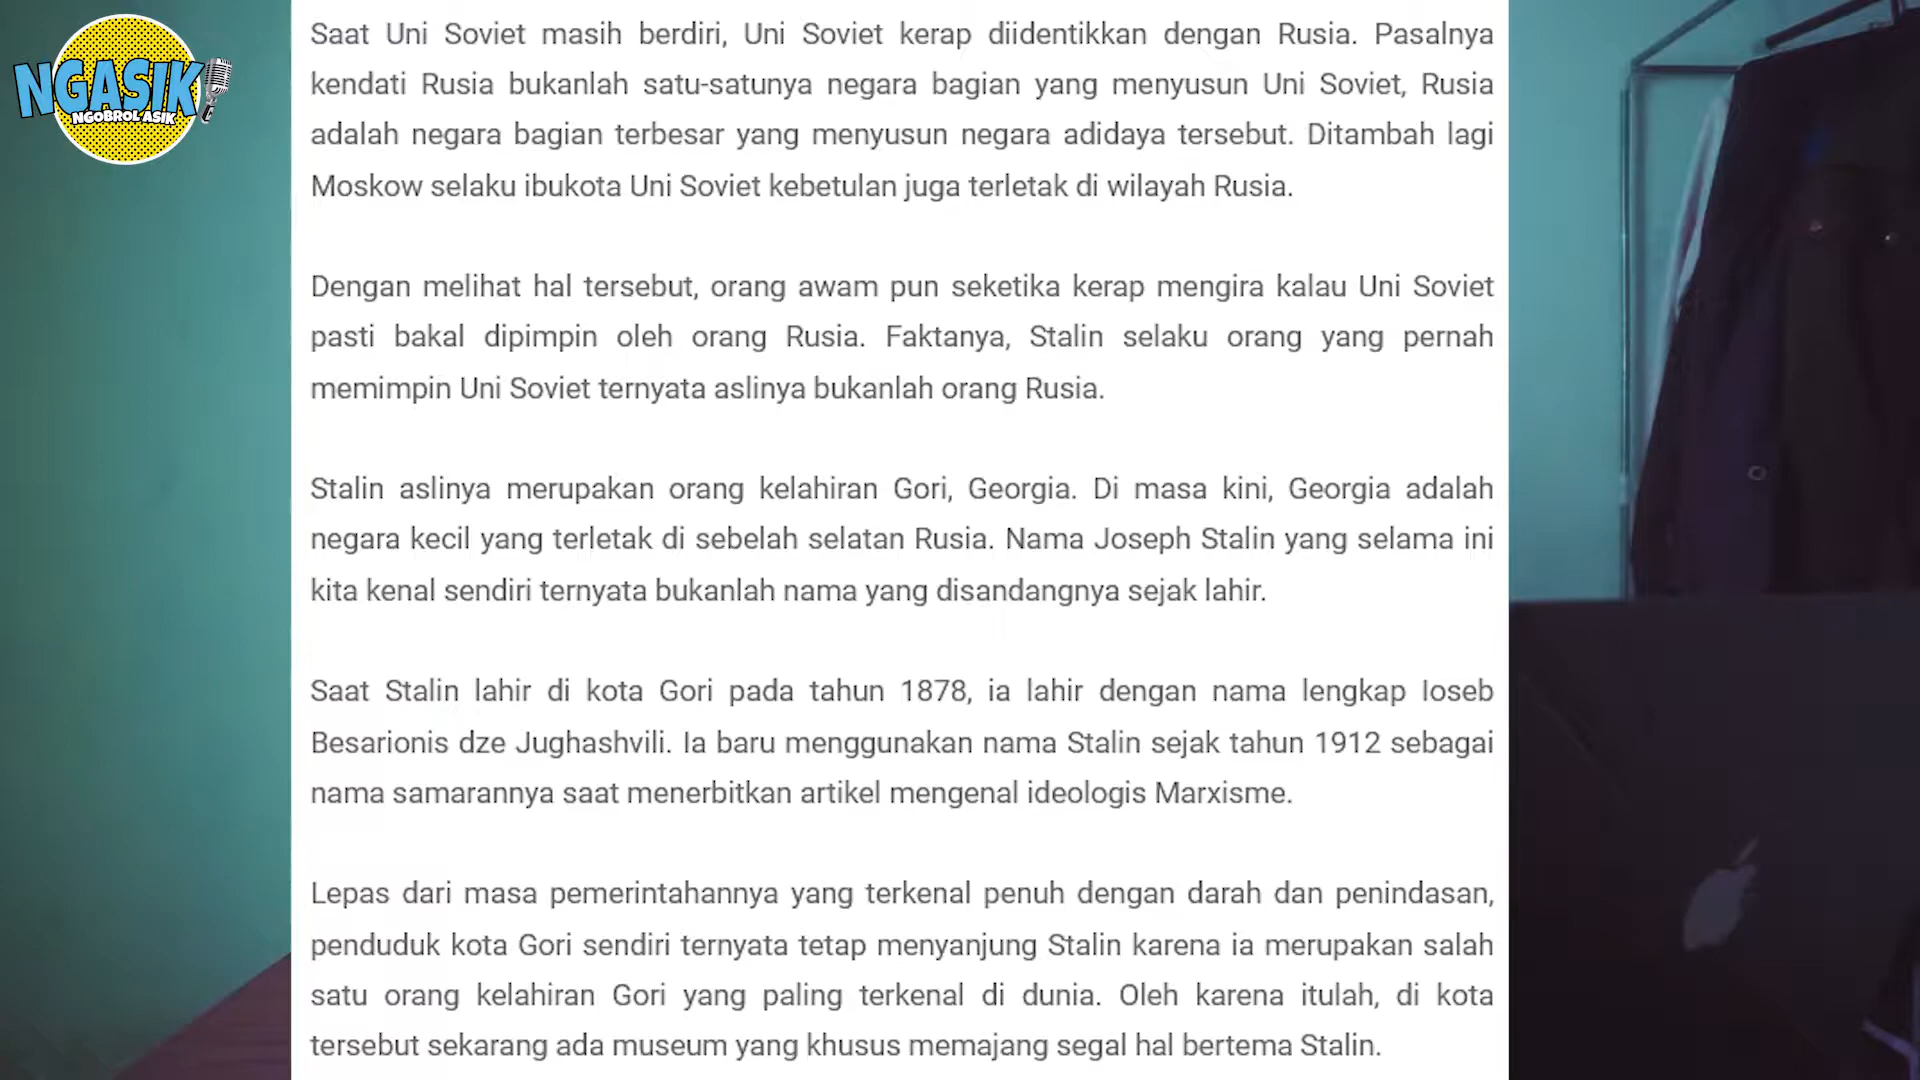 NGASIK
NGOBROL ASIK
Saat Uni Soviet masih berdiri, Uni Soviet kerap diidentikkan dengan Rusia. Pasalnya
kendati Rusia bukanlah satu-satunya negara bagian yang menyusun Uni Soviet, Rusia
adalah negara bagian terbesar yang menyusun negara adidaya tersebut. Ditambah lagi
Moskow selaku ibukota Uni Soviet kebetulan juga terletak di wilayah Rusia.
Dengan melihat hal tersebut, orang awam pun seketika kerap mengira kalau Uni Soviet
pasti bakal dipimpin oleh orang Rusia. Faktanya, Stalin selaku orang yang pernah
memimpin Uni Soviet ternyata aslinya bukanlah orang Rusia.
Stalin aslinya merupakan orang kelahiran Gori, Georgia. Di masa kini, Georgia adalah
negara kecil yang terletak di sebelah selatan Rusia. Nama Joseph Stalin yang selama ini
kita kenal sendiri ternyata bukanlah nama yang disandangnya sejak lahir.
Saat Stalin lahir di kota Gori pada tahun 1878, ia lahir dengan nama lengkap Ioseb
Besarionis dze Jughashvili. Ia baru menggunakan nama Stalin sejak tahun 1912 sebagai
nama samarannya saat menerbitkan artikel mengenal ideologis Marxisme.
Lepas dari masa pemerintahannya yang terkenal penuh dengan darah dan penindasan,
penduduk kota Gori sendiri ternyata tetap menyanjung Stalin karena ia merupakan salah
satu orang kelahiran Gori yang paling terkenal di dunia. Oleh karena itulah, di kota
tersebut sekarang ada museum yang khusus memajang segal hal bertema Stalin.